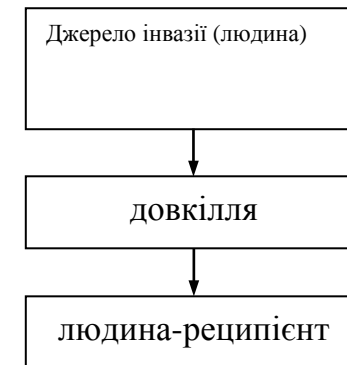 Джерело інвазії (людина)
довкілля
людина-реципієнт